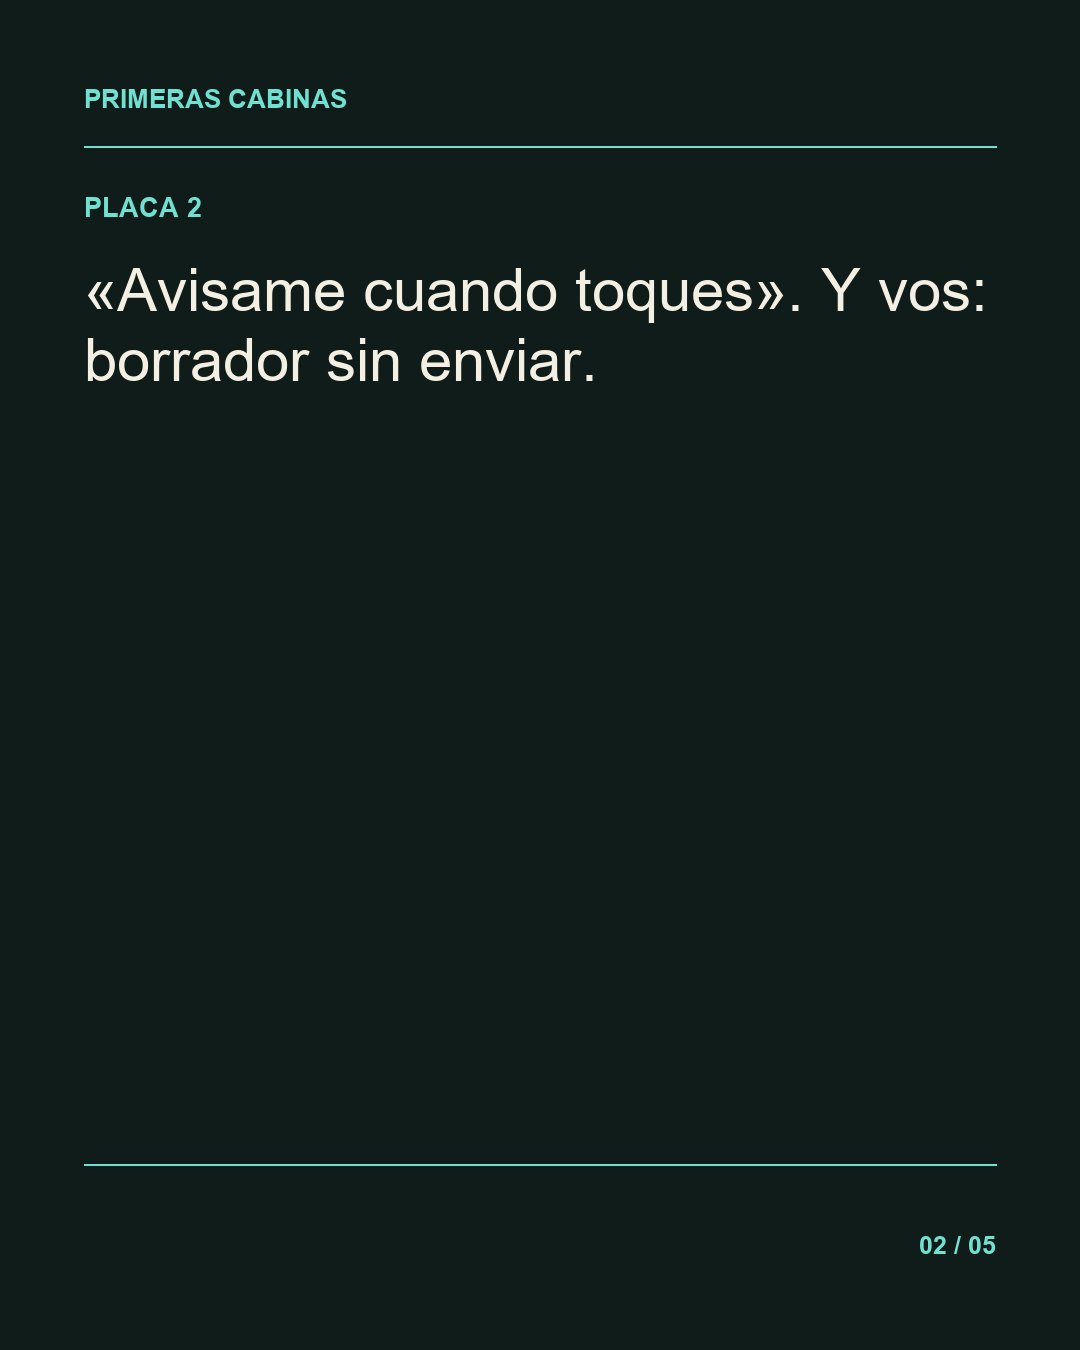 PRIMERAS CABINAS
PLACA 2
«Avisame cuando toques». Y vos:
borrador sin enviar.
02 / 05